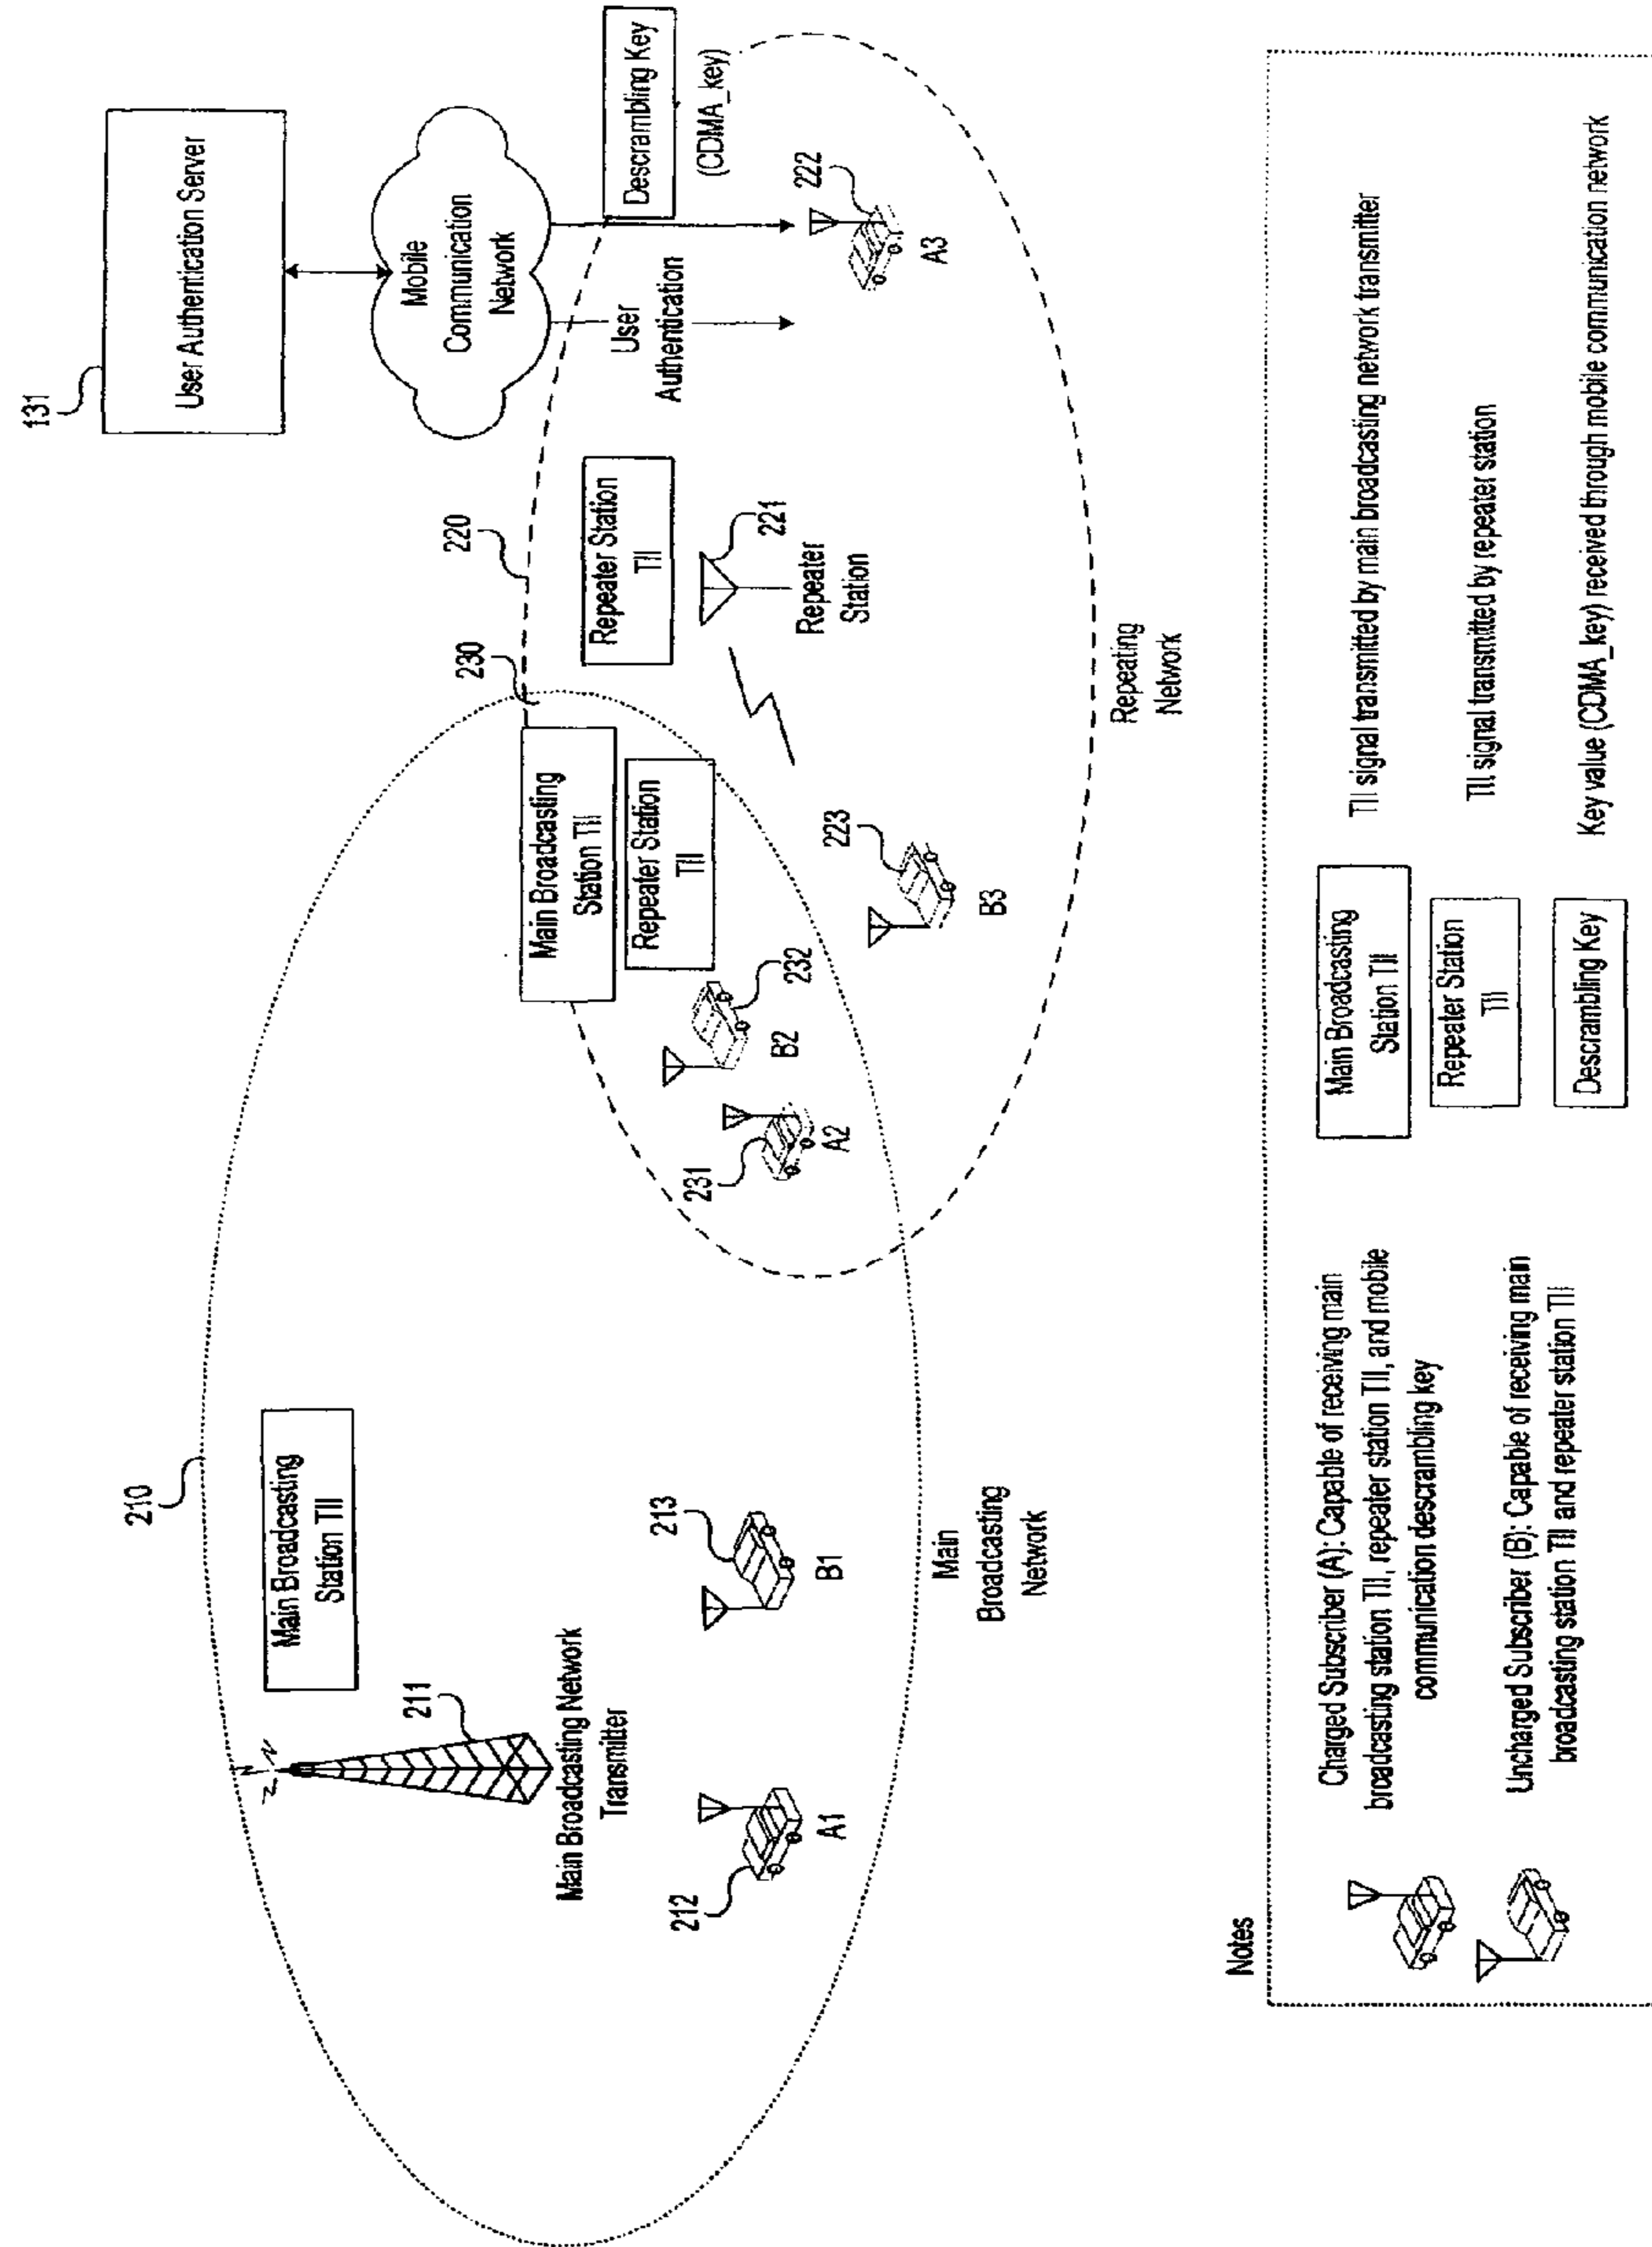 131
User Authentication Server
Mobile
Communication
Network
Descrambling Key
(CDMA_key)
User
Authentication
222
A3
210
Main Broadcasting
Station TII
211
Main Broadcasting Network
Transmitter
212
A1
213
B1
Main
Broadcasting
Network
230
220
Main Broadcasting
Station TII
Repeater Station
TII
231
A2
232
B2
Repeater Station
TII
221
Repeater
Station
223
B3
Repeating
Network
Notes
Charged Subscriber (A): Capable of receiving main
broadcasting station TII, repeater station TII, and mobile
communication descrambling key
Uncharged Subscriber (B): Capable of receiving main
broadcasting station TII and repeater station TII
Main Broadcasting
Station TII
TII signal transmitted by main broadcasting network transmitter
Repeater Station
TII
TII signal transmitted by repeater station
Descrambling Key
Key value (CDMA_key) received through mobile communication network